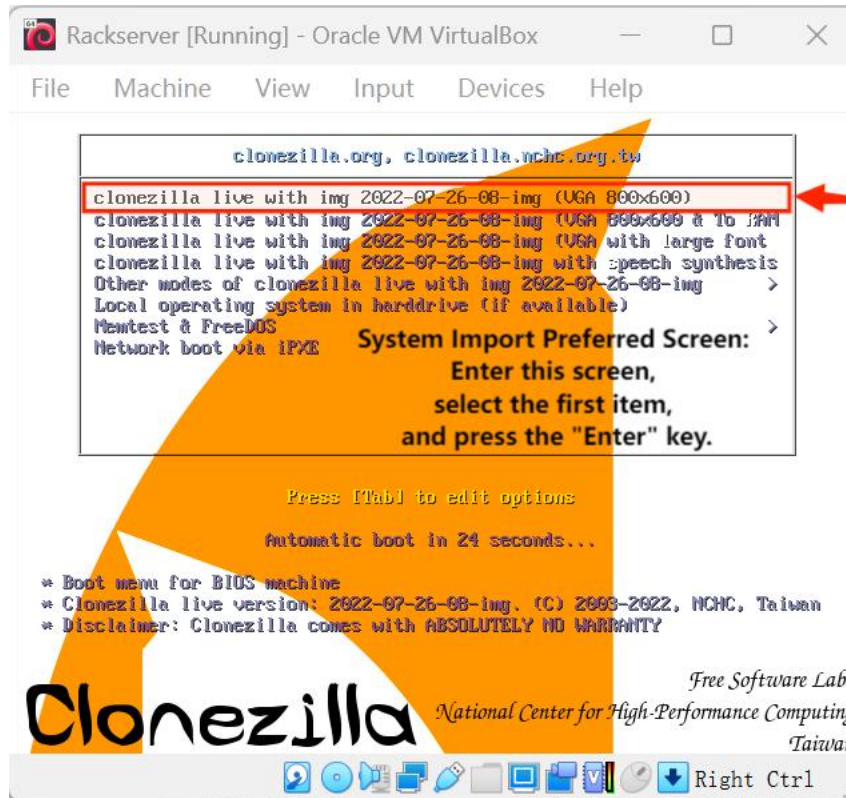 Rackserver [Running] - Oracle VM VirtualBox
File Machine View Input Devices Help
clonezilla.org, clonezilla.nchc.org.tw
clonezilla live with img 2022-07-26-08-img (VGA 800x600)
clonezilla live with img 2022-07-26-08-img (VGA 800x600 & To RAM
clonezilla live with img 2022-07-26-08-img (VGA with large font
clonezilla live with img 2022-07-26-08-img with speech synthesis
Other modes of clonezilla live with img 2022-07-26-08-img >
Local operating system in harddrive (if available)
Memtest & FreeDOS >
Network boot via iPXE
System Import Preferred Screen:
Enter this screen,
select the first item,
and press the "Enter" key.
Press [Tab] to edit options
Automatic boot in 24 seconds...
* Boot menu for BIOS machine
* Clonezilla live version: 2022-07-26-08-img. (C) 2003-2022, NCHC, Taiwan
* Disclaimer: Clonezilla comes with ABSOLUTELY NO WARRANTY
Free Software Lab
Clonezilla
National Center for High-Performance Computing
Taiwa
Right Ctrl